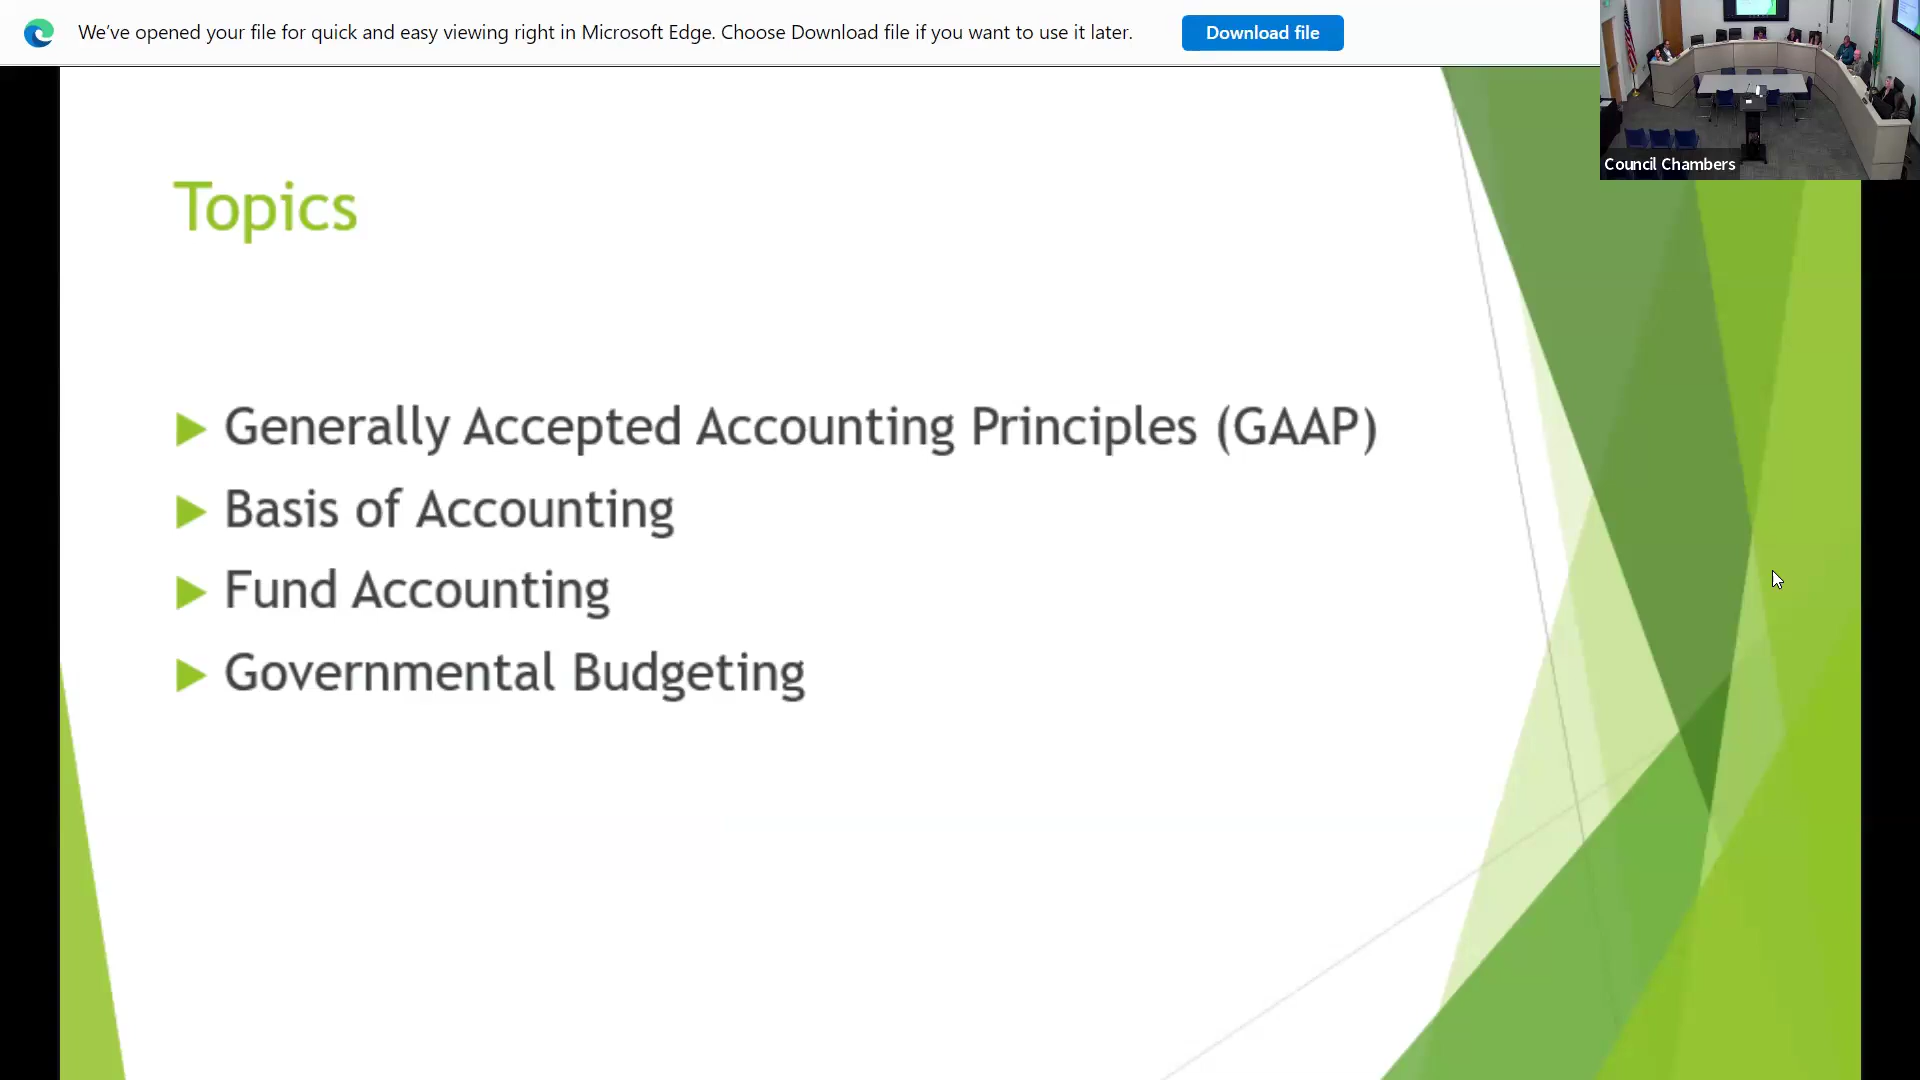 We've opened your file for quick and easy viewing right in Microsoft Edge. Choose Download file if you want to use it later.
Download file
Council Chambers
Topics
Generally Accepted Accounting Principles (GAAP)
Basis of Accounting
Fund Accounting
Governmental Budgeting